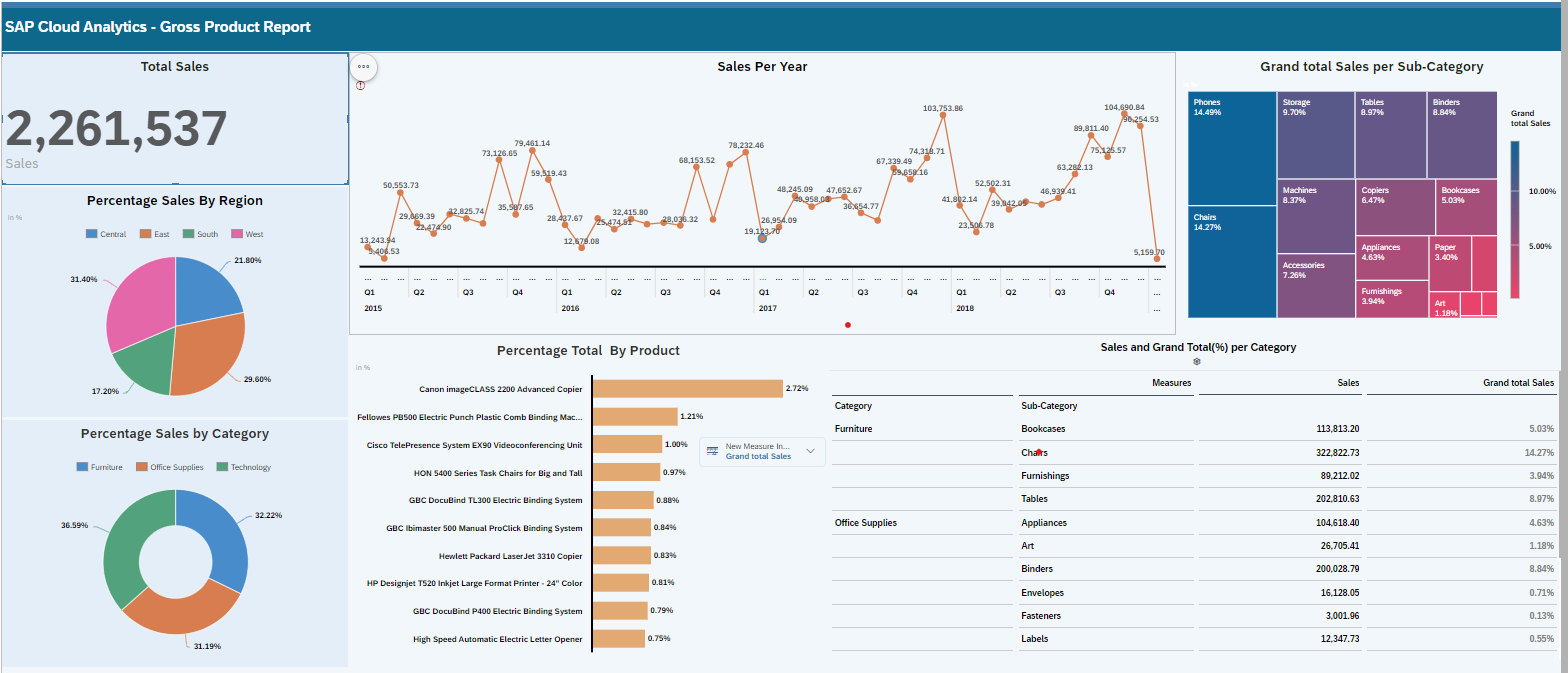 SAP Cloud Analytics - Gross Product Report
Total Sales
2,261,537
Sales
Percentage Sales By Region
In %
Central East South West
21.80%
31.40%
29.60%
17.20%
Percentage Sales by Category
Furniture Office Supplies Technology
32.22%
36.59%
31.19%
Sales Per Year
13,243.94
50,553.73
29,669.39
22,474.90
32,825.74
73,126.65
35,587.65
79,461.14
59,519.43
28,437.67
12,679.08
32,415.80
28,036.32
68,153.52
78,232.46
19,123.70
26,954.09
48,245.09
47,652.67
36,654.77
67,339.49
59,658.16
74,318.71
103,753.86
41,802.14
23,506.78
52,502.31
39,042.09
46,939.41
63,282.13
89,811.40
75,125.57
104,690.84
96,254.53
5,159.70
... ... ... ... ... ... ... ... ... ... ... ... ... ... ... ... ... ... ... ... ... ... ... ... ... ... ... ... ... ... ... ... ...
Q1 Q2 Q3 Q4 Q1 Q2 Q3 Q4 Q1 Q2 Q3 Q4 Q1 Q2 Q3 Q4 ...
2015 2016 2017 2018 ...
Grand total Sales per Sub-Category
Phones
14.49%
Chairs
14.27%
Storage
9.70%
Tables
8.97%
Binders
8.84%
Machines
8.37%
Copiers
6.47%
Bookcases
5.03%
Accessories
7.26%
Appliances
4.63%
Paper
3.40%
Furnishings
3.94%
Art
1.18%
Grand
total Sales
10.00%
5.00%
Percentage Total By Product
In %
Canon imageCLASS 2200 Advanced Copier 2.72%
Fellowes PB500 Electric Punch Plastic Comb Binding Mac... 1.21%
Cisco TelePresence System EX90 Videoconferencing Unit 1.00%
HON 5400 Series Task Chairs for Big and Tall 0.97%
GBC DocuBind TL300 Electric Binding System 0.88%
GBC Ibimaster 500 Manual ProClick Binding System 0.84%
Hewlett Packard LaserJet 3310 Copier 0.83%
HP Designjet T520 Inkjet Large Format Printer - 24" Color 0.81%
GBC DocuBind P400 Electric Binding System 0.79%
High Speed Automatic Electric Letter Opener 0.75%
New Measure In...
Grand total Sales
Sales and Grand Total(%) per Category
Measures Sales Grand total Sales
Category Sub-Category
Furniture Bookcases 113,813.20 5.03%
Chairs 322,822.73 14.27%
Furnishings 89,212.02 3.94%
Tables 202,810.63 8.97%
Office Supplies Appliances 104,618.40 4.63%
Art 26,705.41 1.18%
Binders 200,028.79 8.84%
Envelopes 16,128.05 0.71%
Fasteners 3,001.96 0.13%
Labels 12,347.73 0.55%